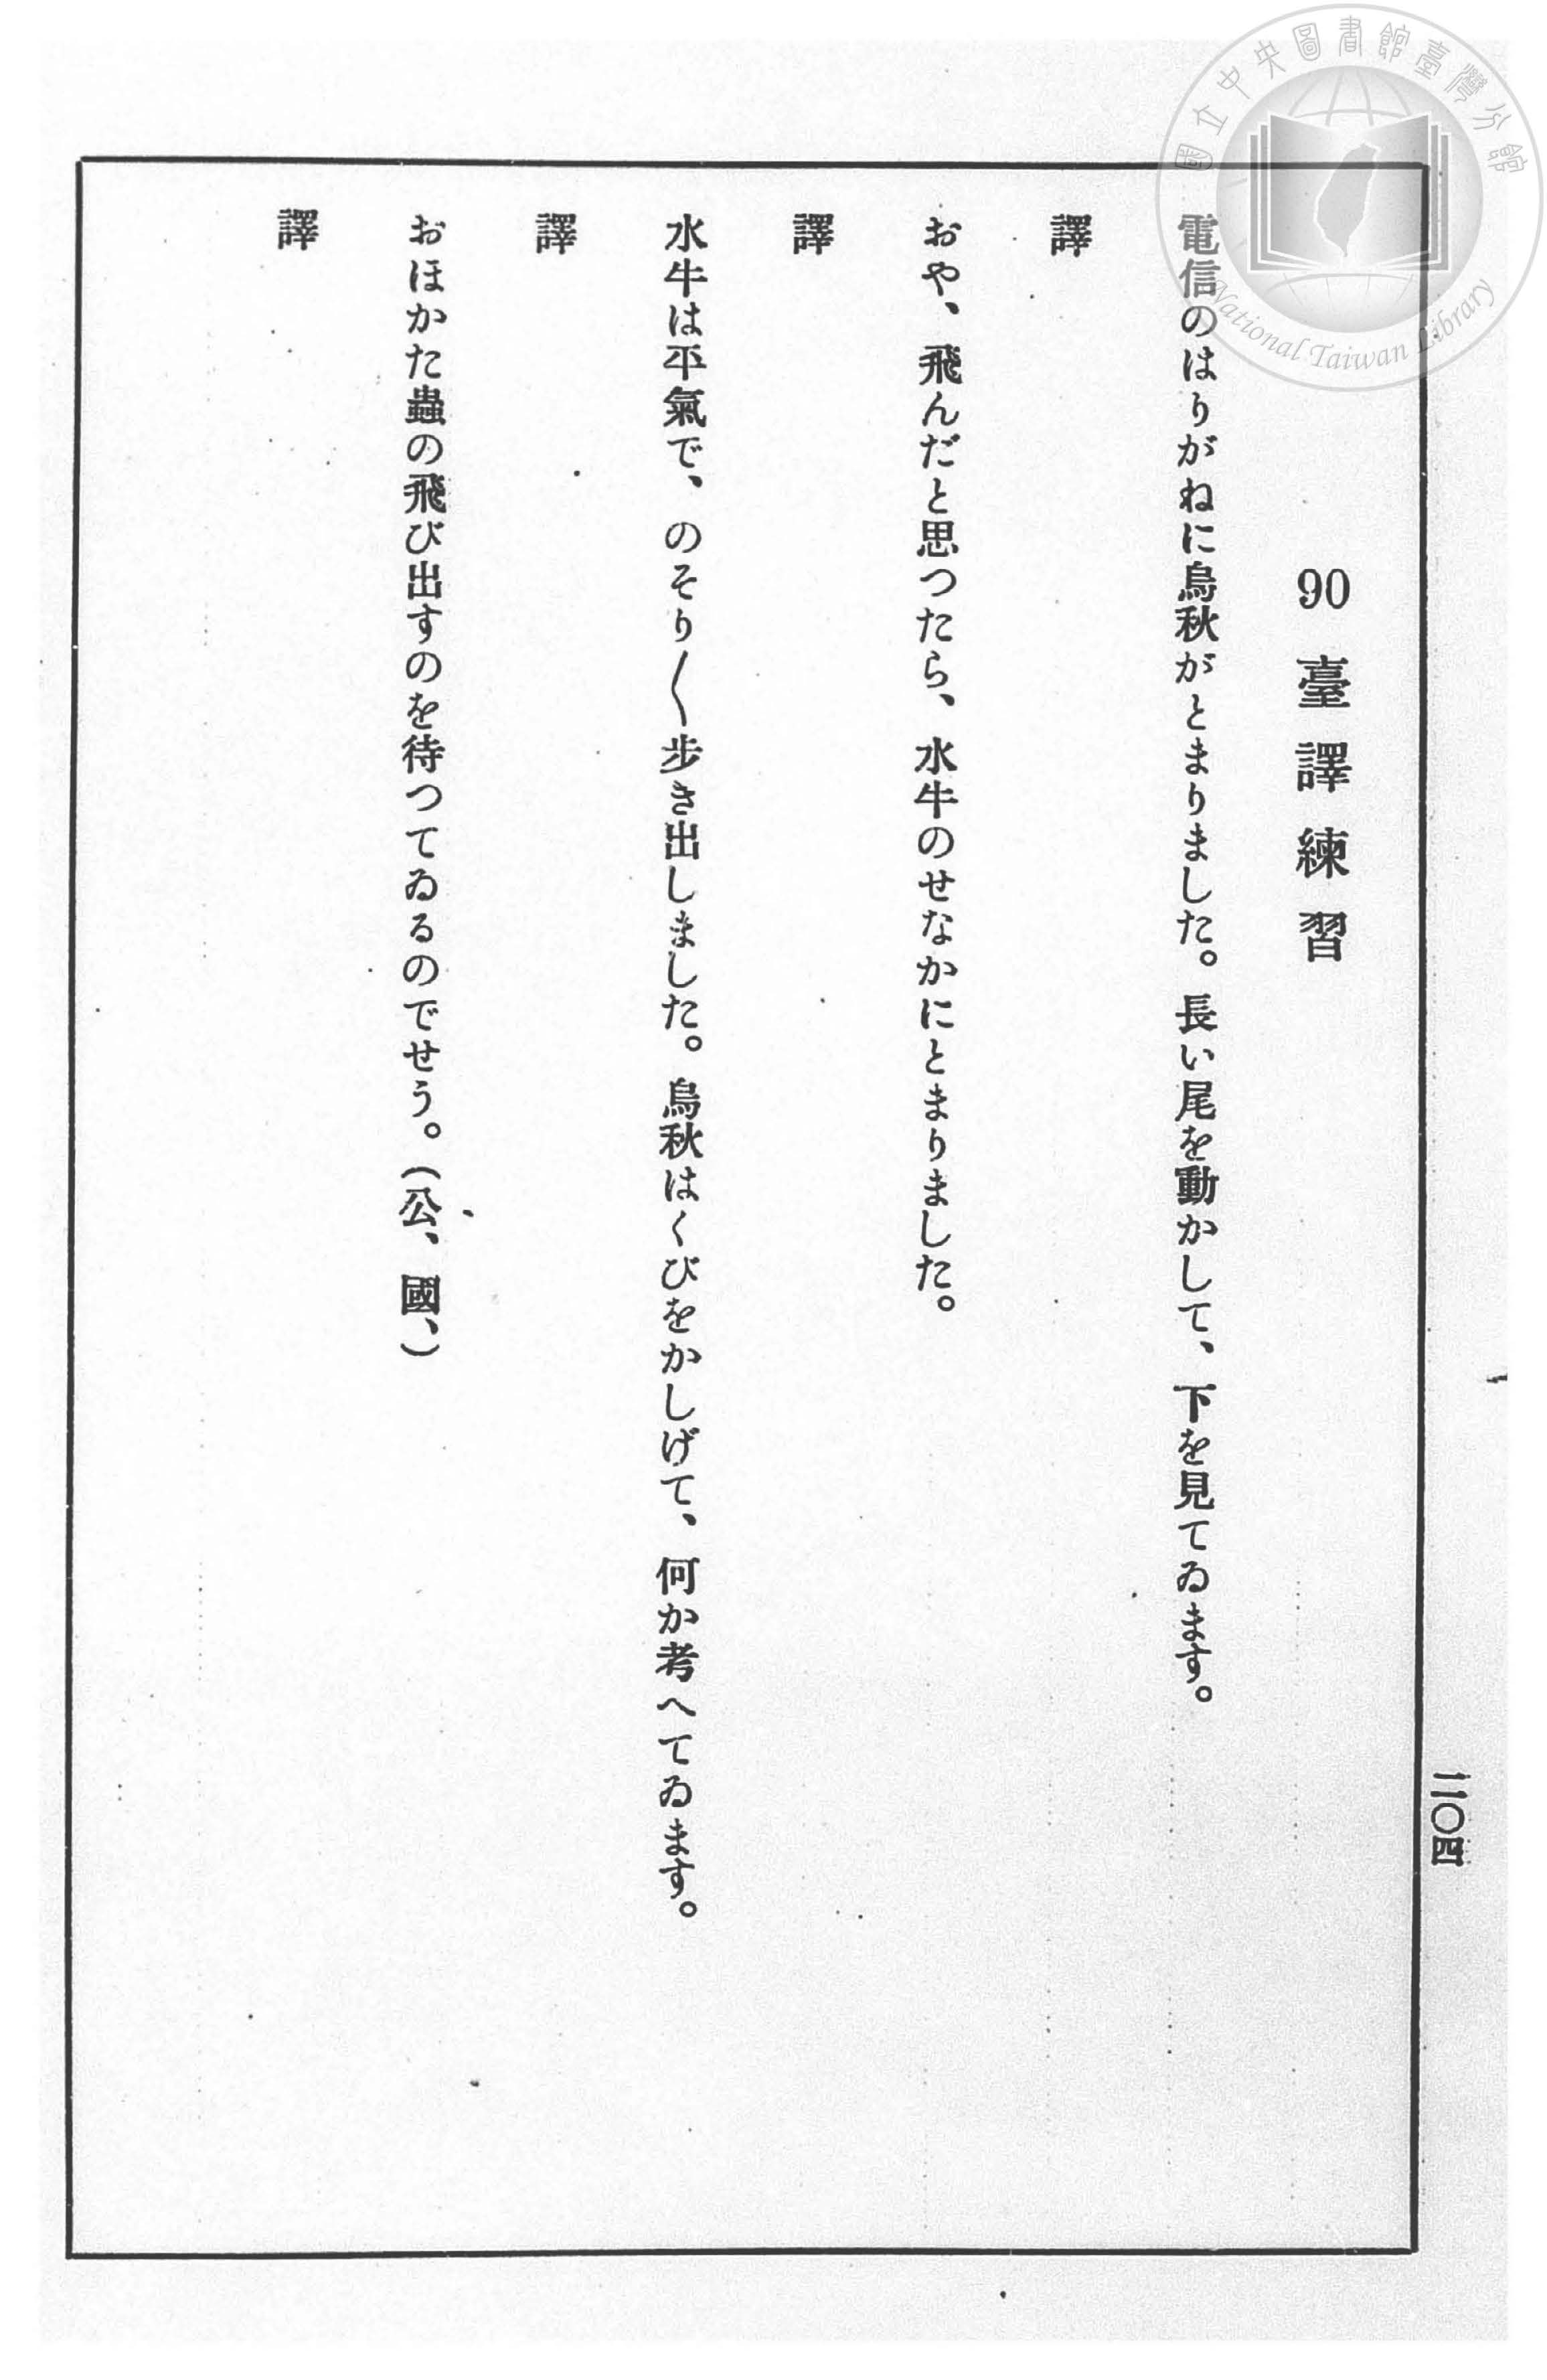 國立中央圖書館臺灣分館
National Taiwan Library
二〇四
90 臺譯練習
電信のはりがねに烏秋がとまりました。長い尾を動かして、下を見てゐます。
譯
おや、飛んだと思つたら、水牛のせなかにとまりました。
譯
水牛は平氣で、のそり〱步き出しました。烏秋はくびをかしげて、何か考へてゐます。
譯
おほかた蟲の飛び出すのを待つてゐるのでせう。(公、國、)
譯